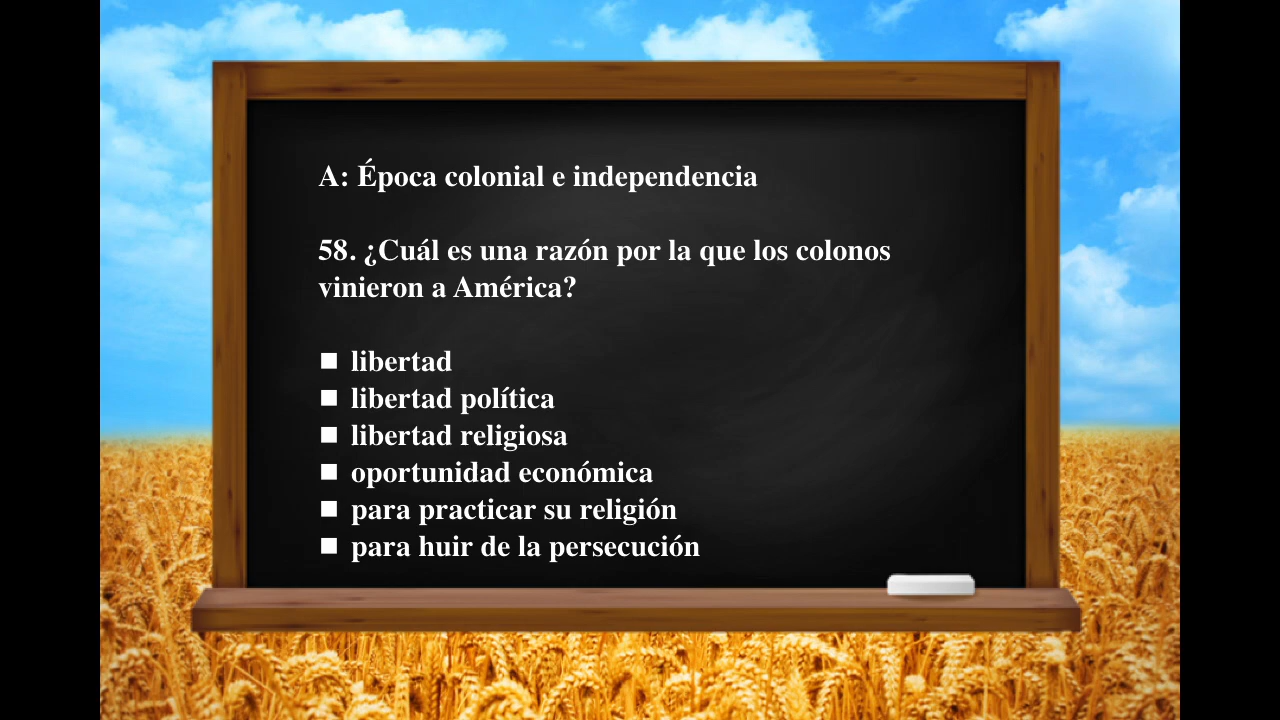 A: Época colonial e independencia
58. ¿Cuál es una razón por la que los colonos
vinieron a América?
■ libertad
■ libertad política
■ libertad religiosa
■ oportunidad económica
■ para practicar su religión
■ para huir de la persecución